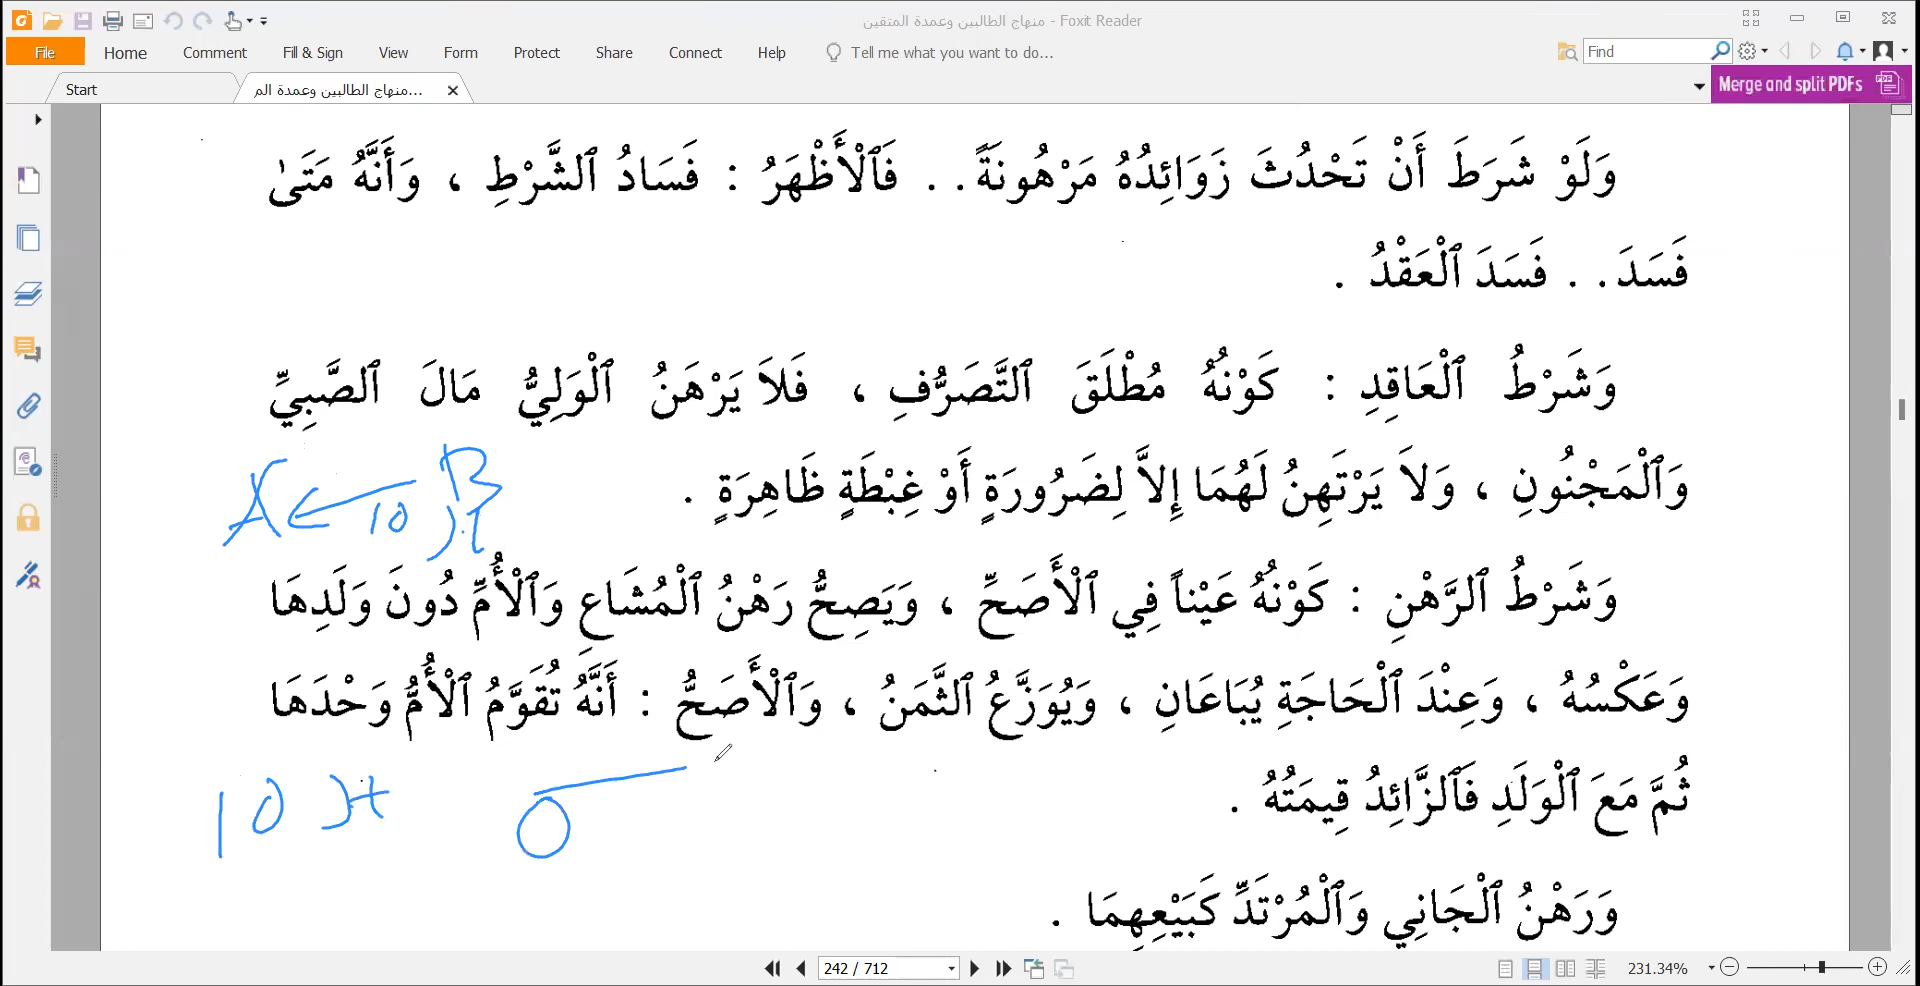 منهاج الطالبين وعمدة المتقين - Foxit Reader
File Home Comment Fill & Sign View Form Protect Share Connect Help Tell me what you want to do... Find
Start منهاج الطالبين وعمدة الم... Merge and split PDFs
وَلَوْ شَرَطَ أَنْ تَحْدُثَ زَوَائِدُهُ مَرْهُونَةً . . فَٱلْأَظْهَرُ : فَسَادُ ٱلشَّرْطِ ، وَأَنَّهُ مَتَىٰ
فَسَدَ . . فَسَدَ ٱلْعَقْدُ .
وَشَرْطُ ٱلْعَاقِدِ : كَوْنُهُ مُطْلَقَ ٱلتَّصَرُّفِ ، فَلَا يَرْهَنُ ٱلْوَلِيُّ مَالَ ٱلصَّبِيِّ
وَٱلْمَجْنُونِ ، وَلَا يَرْتَهِنُ لَهُمَا إِلَّا لِضَرُورَةٍ أَوْ غِبْطَةٍ ظَاهِرَةٍ .
A ← 10 B
وَشَرْطُ ٱلرَّهْنِ : كَوْنُهُ عَيْناً فِي ٱلْأَصَحِّ ، وَيَصِحُّ رَهْنُ ٱلْمُشَاعِ وَٱلْأُمِّ دُونَ وَلَدِهَا
وَعَكْسُهُ ، وَعِنْدَ ٱلْحَاجَةِ يُبَاعَانِ ، وَيُوَزَّعُ ٱلثَّمَنُ ، وَٱلْأَصَحُّ : أَنَّهُ تُقَوَّمُ ٱلْأُمُّ وَحْدَهَا
ثُمَّ مَعَ ٱلْوَلَدِ فَٱلزَّائِدُ قِيمَتُهُ .
10
وَرَهْنُ ٱلْجَانِي وَٱلْمُرْتَدِّ كَبَيْعِهِمَا .
242 / 712 231.34%